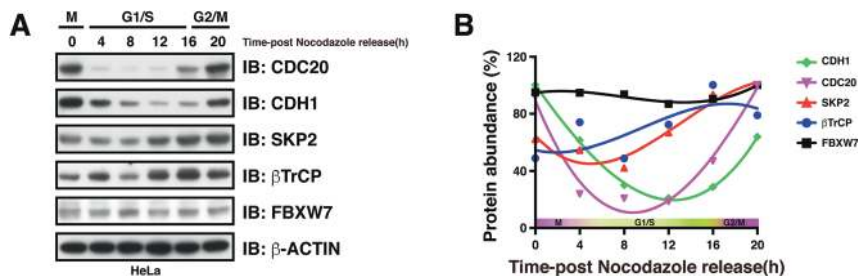 A
M G1/S G2/M
0 4 8 12 16 20 Time-post Nocodazole release(h)
IB: CDC20
IB: CDH1
IB: SKP2
IB: βTrCP
IB: FBXW7
IB: β-ACTIN
HeLa
B
Protein abundance (%)
120
80
40
0
M G1/S G2/M
0 4 8 12 16 20
Time-post Nocodazole release(h)
CDH1
CDC20
SKP2
βTrCP
FBXW7